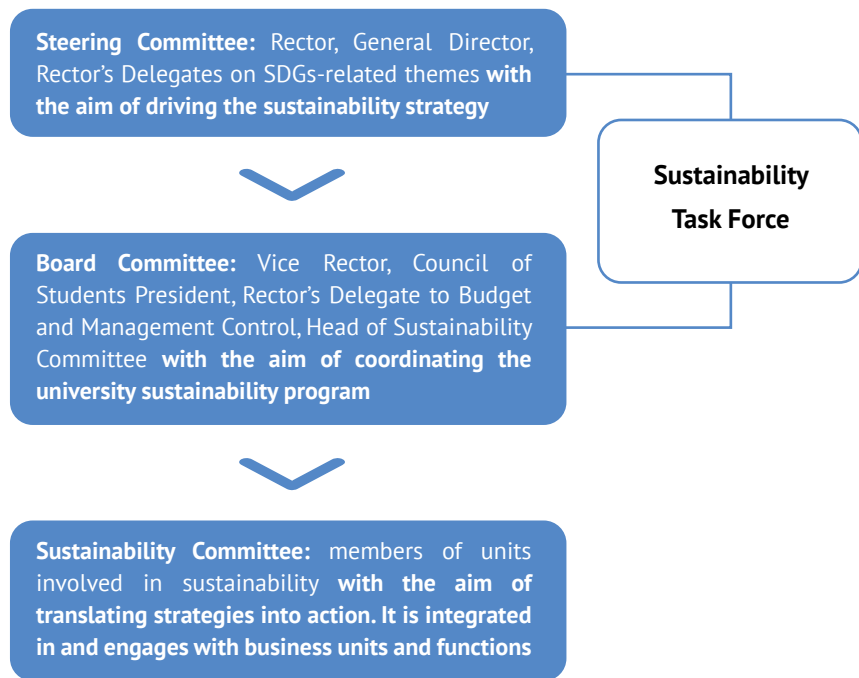 Steering Committee: Rector, General Director,
Rector’s Delegates on SDGs-related themes with
the aim of driving the sustainability strategy
Sustainability
Task Force
Board Committee: Vice Rector, Council of
Students President, Rector’s Delegate to Budget
and Management Control, Head of Sustainability
Committee with the aim of coordinating the
university sustainability program
Sustainability Committee: members of units
involved in sustainability with the aim of
translating strategies into action. It is integrated
in and engages with business units and functions